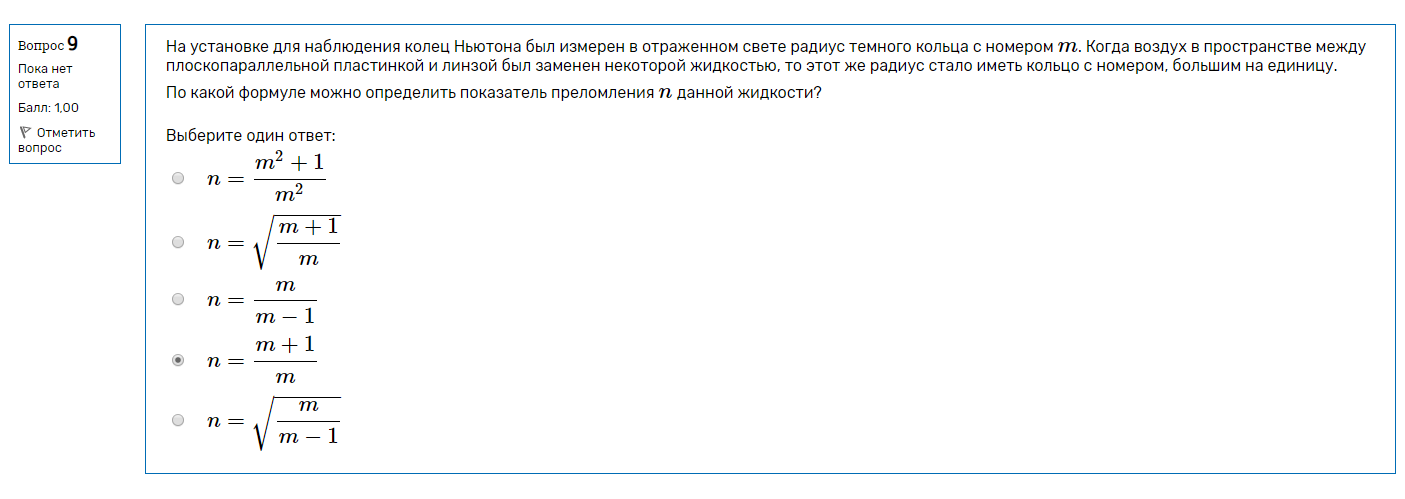 Вопрос 9
Пока нет
ответа
Балл: 1,00
Отметить
вопрос
На установке для наблюдения колец Ньютона был измерен в отраженном свете радиус темного кольца с номером m. Когда воздух в пространстве между
плоскопараллельной пластинкой и линзой был заменен некоторой жидкостью, то этот же радиус стало иметь кольцо с номером, большим на единицу.
По какой формуле можно определить показатель преломления n данной жидкости?
Выберите один ответ:
n = \frac{m^2 + 1}{m^2}
n = \sqrt{\frac{m + 1}{m}}
n = \frac{m}{m − 1}
n = \frac{m + 1}{m}
n = \sqrt{\frac{m}{m − 1}}